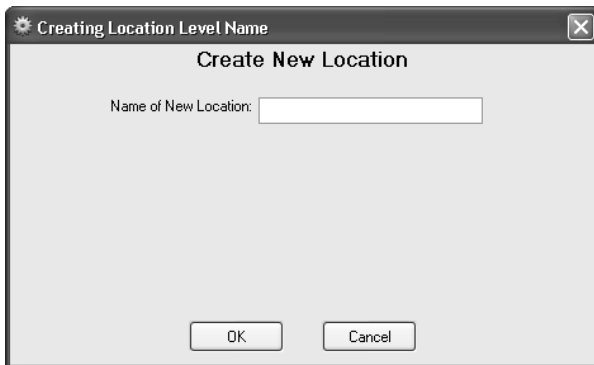 Creating Location Level Name
Create New Location
Name of New Location:
OK Cancel